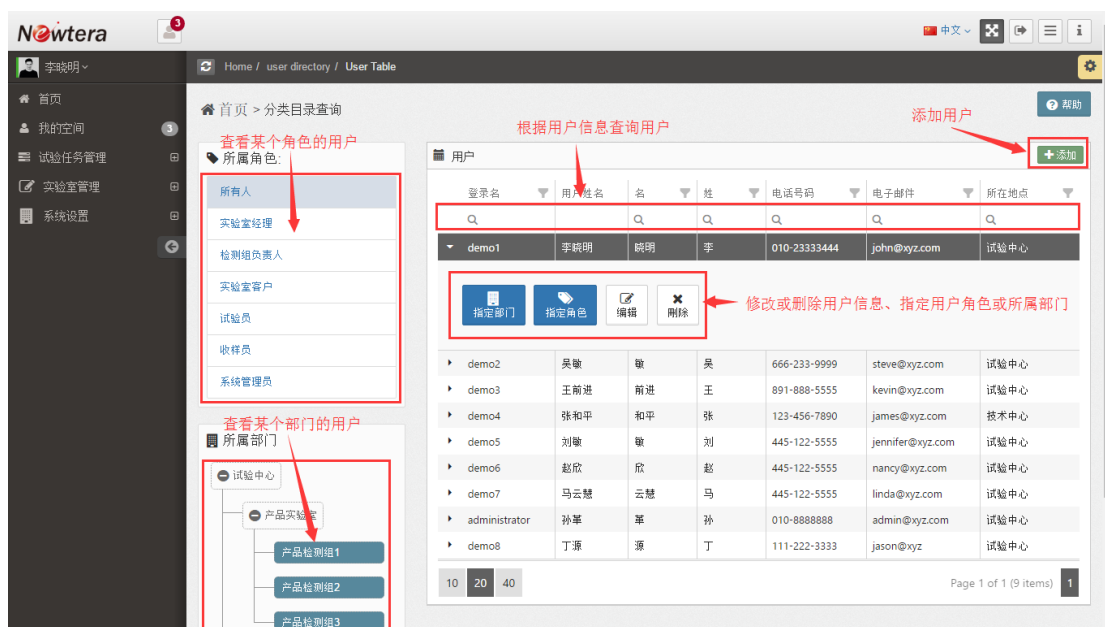 Newtera
3
中文
李晓明
Home / user directory / User Table
首页
我的空间
3
试验任务管理
实验室管理
系统设置
首页 > 分类目录查询
帮助
添加用户
根据用户信息查询用户
查看某个角色的用户
所属角色:
所有人
实验室经理
检测组负责人
实验室客户
试验员
收样员
系统管理员
查看某个部门的用户
所属部门
试验中心
产品实验室
产品检测组1
产品检测组2
产品检测组3
用户
添加
登录名 用户姓名 名 姓 电话号码 电子邮件 所在地点
demo1 李晓明 晓明 李 010-23333444 john@xyz.com 试验中心
指定部门 指定角色 编辑 删除
修改或删除用户信息、指定用户角色或所属部门
demo2 吴敏 敏 吴 666-233-9999 steve@xyz.com 试验中心
demo3 王前进 前进 王 891-888-5555 kevin@xyz.com 试验中心
demo4 张和平 和平 张 123-456-7890 james@xyz.com 技术中心
demo5 刘敏 敏 刘 445-122-5555 jennifer@xyz.com 试验中心
demo6 赵欣 欣 赵 445-122-5555 nancy@xyz.com 试验中心
demo7 马云慧 云慧 马 445-122-5555 linda@xyz.com 试验中心
administrator 孙革 革 孙 010-8888888 admin@xyz.com 试验中心
demo8 丁源 源 丁 111-222-3333 jason@xyz 试验中心
10 20 40
Page 1 of 1 (9 items) 1